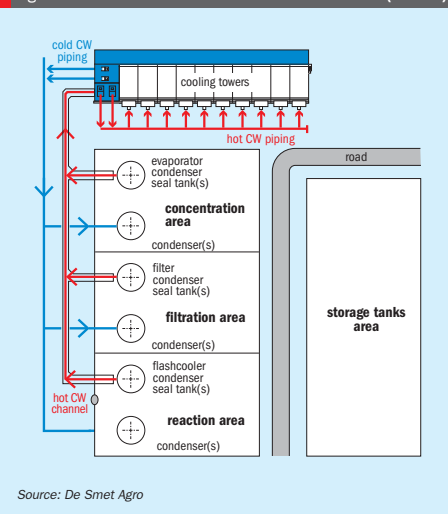 cold CW
piping
cooling towers
hot CW piping
road
evaporator
condenser
seal tank(s)
concentration
area
condenser(s)
filter
condenser
seal tank(s)
filtration area
condenser(s)
storage tanks
area
flashcooler
condenser
seal tank(s)
hot CW
channel
reaction area
condenser(s)
Source: De Smet Agro